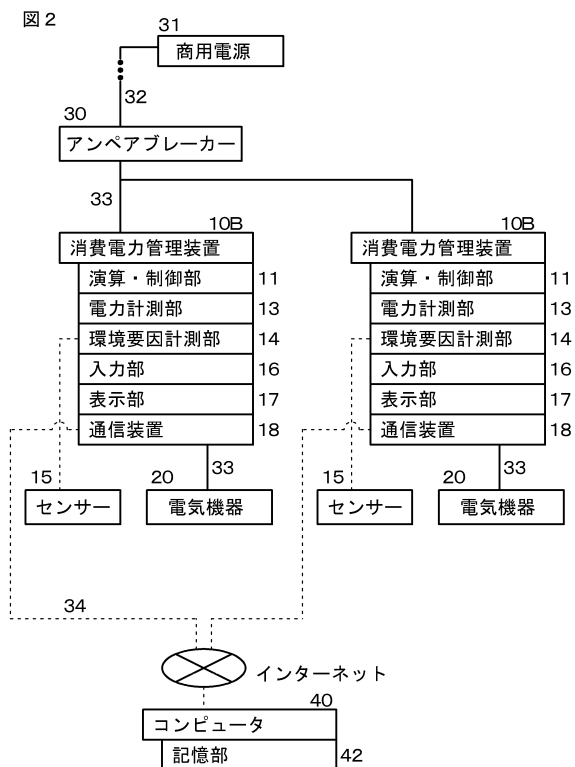 図2
31
商用電源
32
30
アンペアブレーカー
33
10B 10B
消費電力管理装置 消費電力管理装置
演算・制御部 11 演算・制御部 11
電力計測部 13 電力計測部 13
環境要因計測部 14 環境要因計測部 14
入力部 16 入力部 16
表示部 17 表示部 17
通信装置 18 通信装置 18
15 20 33 15 20 33
センサー 電気機器 センサー 電気機器
34
インターネット
40
コンピュータ
記憶部 42